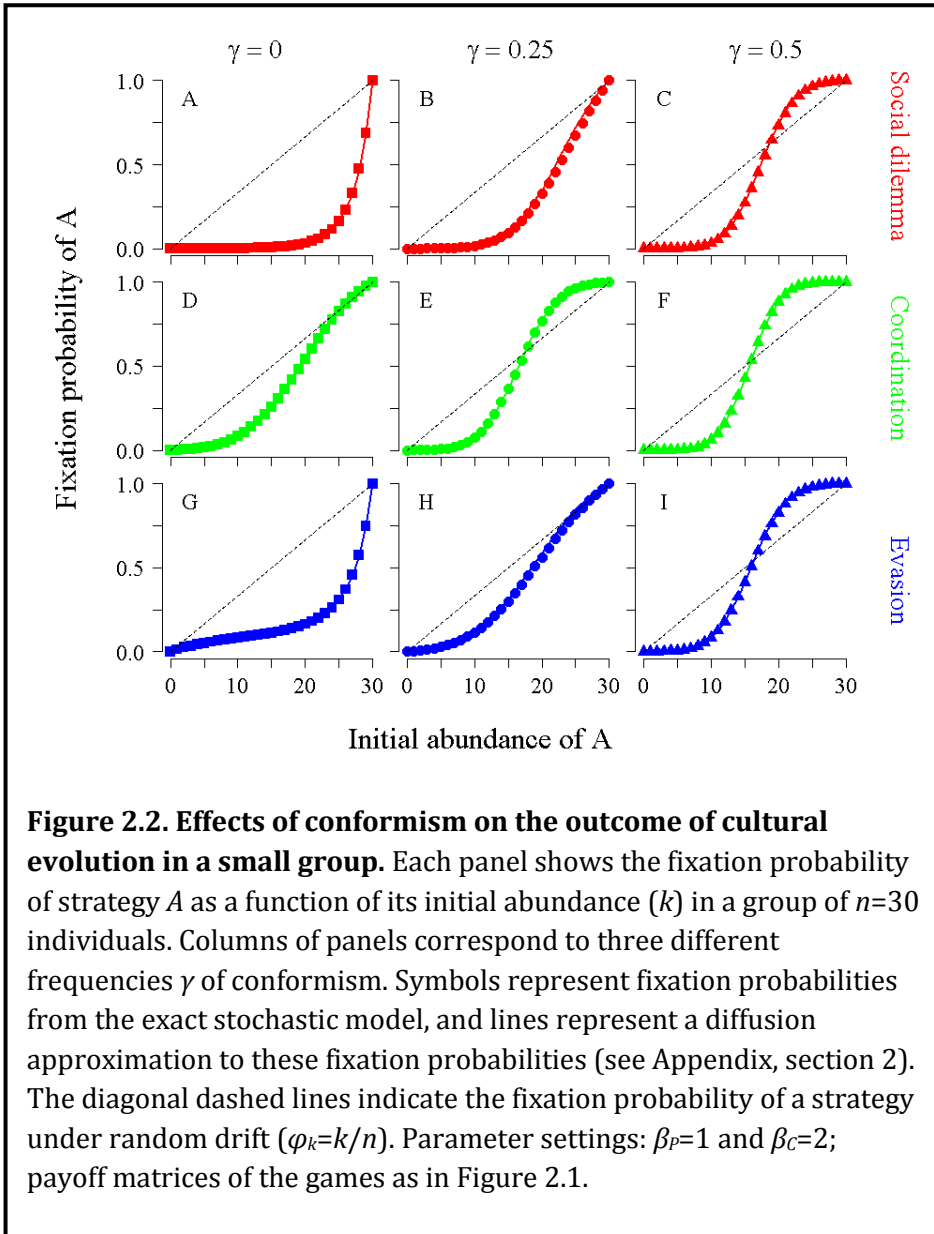 γ = 0
γ = 0.25
γ = 0.5
A
B
C
1.0
0.5
0.0
Social dilemma
D
E
F
1.0
0.5
0.0
Coordination
G
H
I
1.0
0.5
0.0
Evasion
Fixation probability of A
0 10 20 30
0 10 20 30
0 10 20 30
Initial abundance of A
Figure 2.2. Effects of conformism on the outcome of cultural
evolution in a small group. Each panel shows the fixation probability
of strategy A as a function of its initial abundance (k) in a group of n=30
individuals. Columns of panels correspond to three different
frequencies γ of conformism. Symbols represent fixation probabilities
from the exact stochastic model, and lines represent a diffusion
approximation to these fixation probabilities (see Appendix, section 2).
The diagonal dashed lines indicate the fixation probability of a strategy
under random drift (φₖ=k/n). Parameter settings: βP=1 and βC=2;
payoff matrices of the games as in Figure 2.1.